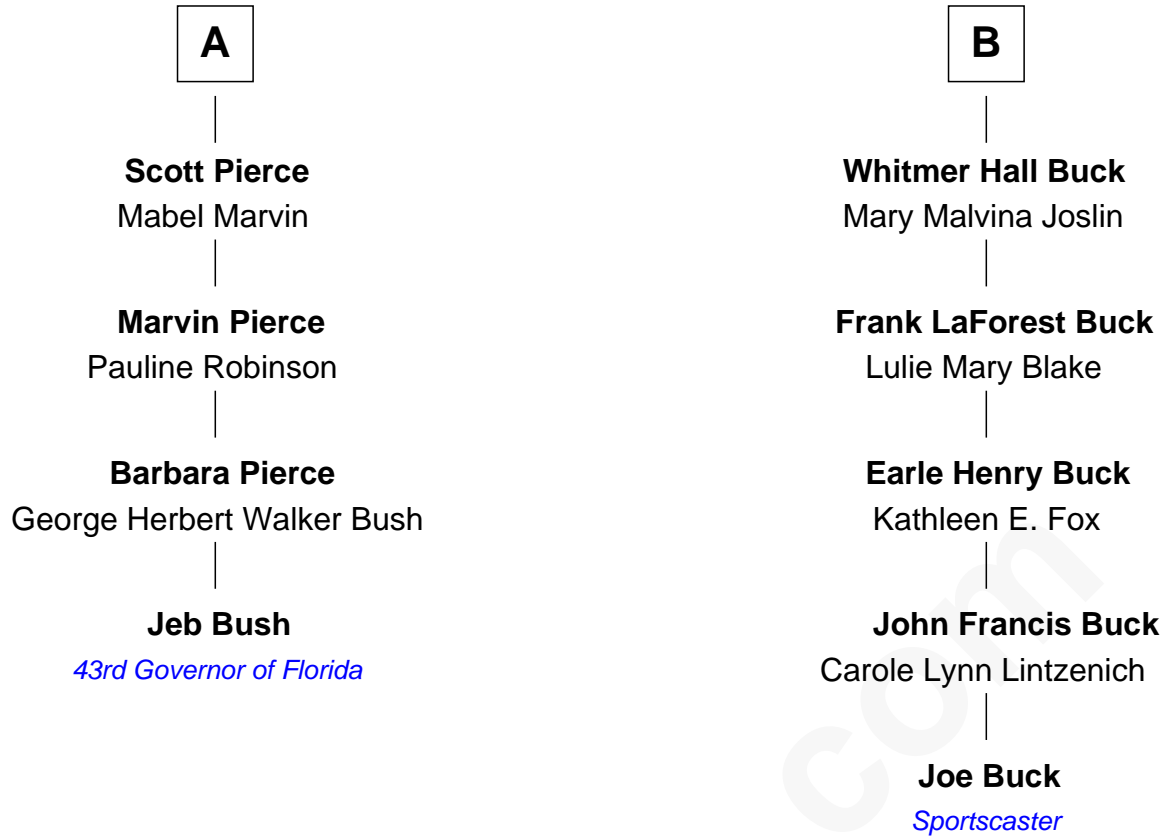 A
Scott Pierce
Mabel Marvin
Marvin Pierce
Pauline Robinson
Barbara Pierce
George Herbert Walker Bush
Jeb Bush
43rd Governor of Florida
B
Whitmer Hall Buck
Mary Malvina Joslin
Frank LaForest Buck
Lulie Mary Blake
Earle Henry Buck
Kathleen E. Fox
John Francis Buck
Carole Lynn Lintzenich
Joe Buck
Sportscaster
com